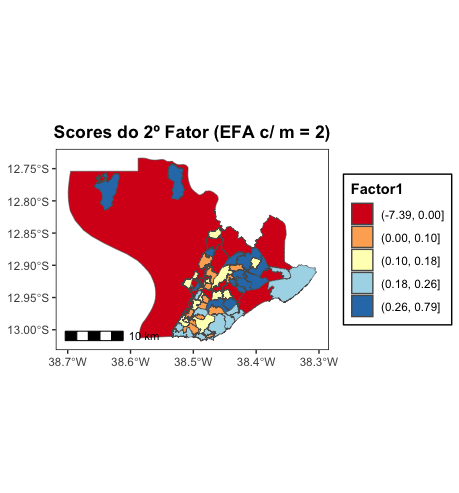 Scores do 2º Fator (EFA c/ m = 2)
12.75°S
12.80°S
12.85°S
12.90°S
12.95°S
13.00°S
10 km
38.7°W 38.6°W 38.5°W 38.4°W 38.3°W
Factor1
(-7.39, 0.00]
(0.00, 0.10]
(0.10, 0.18]
(0.18, 0.26]
(0.26, 0.79]